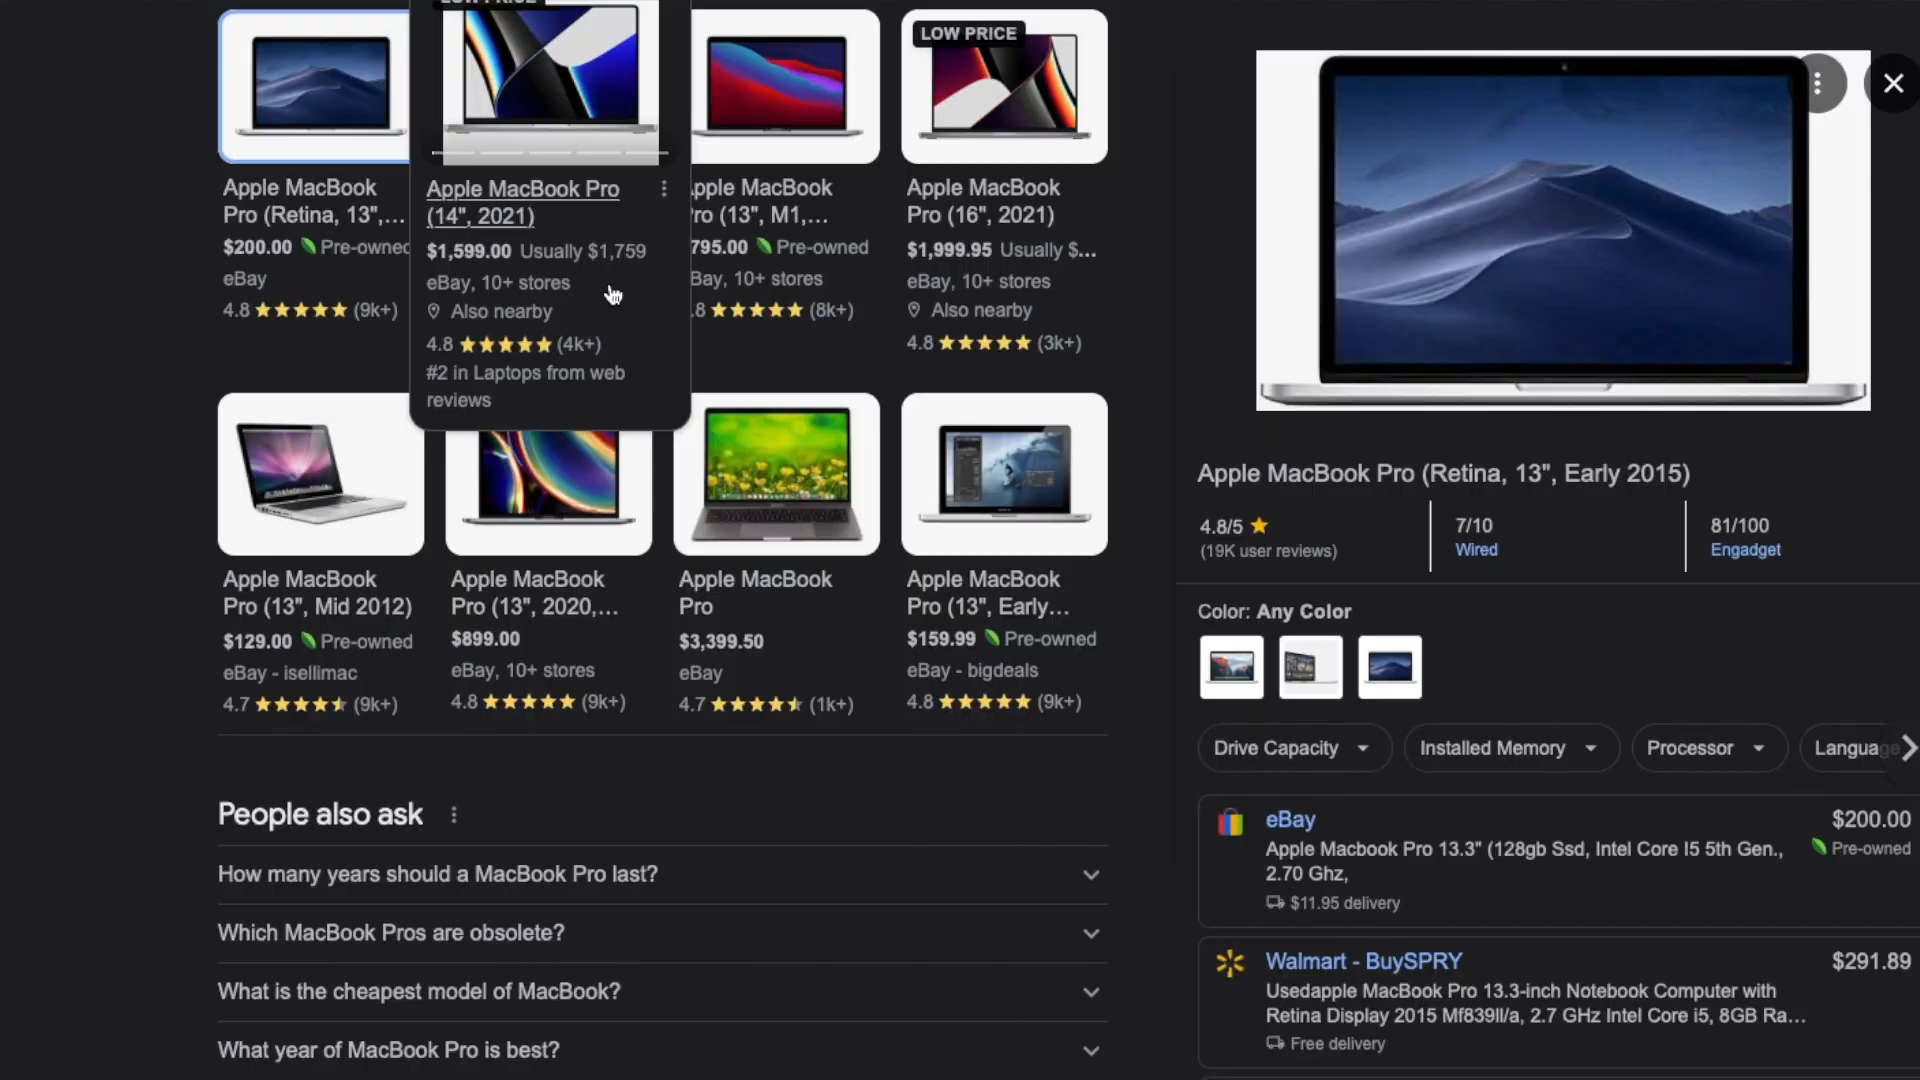 LOW PRICE
LOW PRICE
Apple MacBook
Pro (Retina, 13",...
$200.00 Pre-owned
eBay
4.8 (9k+)
Apple MacBook Pro
(14", 2021)
$1,599.00 Usually $1,759
eBay, 10+ stores
Also nearby
4.8 (4k+)
#2 in Laptops from web
reviews
Apple MacBook
Pro (13", M1,...
795.00 Pre-owned
eBay, 10+ stores
.8 (8k+)
Apple MacBook
Pro (16", 2021)
$1,999.95 Usually $...
eBay, 10+ stores
Also nearby
4.8 (3k+)
Apple MacBook
Pro (13", Mid 2012)
$129.00 Pre-owned
eBay - isellimac
4.7 (9k+)
Apple MacBook
Pro (13", 2020,...
$899.00
eBay, 10+ stores
4.8 (9k+)
Apple MacBook
Pro
$3,399.50
eBay
4.7 (1k+)
Apple MacBook
Pro (13", Early...
$159.99 Pre-owned
eBay - bigdeals
4.8 (9k+)
People also ask
How many years should a MacBook Pro last?
Which MacBook Pros are obsolete?
What is the cheapest model of MacBook?
What year of MacBook Pro is best?
Apple MacBook Pro (Retina, 13", Early 2015)
4.8/5
(19K user reviews)
7/10
Wired
81/100
Engadget
Color: Any Color
Drive Capacity
Installed Memory
Processor
Language
eBay
$200.00
Apple Macbook Pro 13.3" (128gb Ssd, Intel Core I5 5th Gen.,
2.70 Ghz,
Pre-owned
$11.95 delivery
Walmart - BuySPRY
$291.89
Usedapple MacBook Pro 13.3-inch Notebook Computer with
Retina Display 2015 Mf839ll/a, 2.7 GHz Intel Core i5, 8GB Ra...
Free delivery